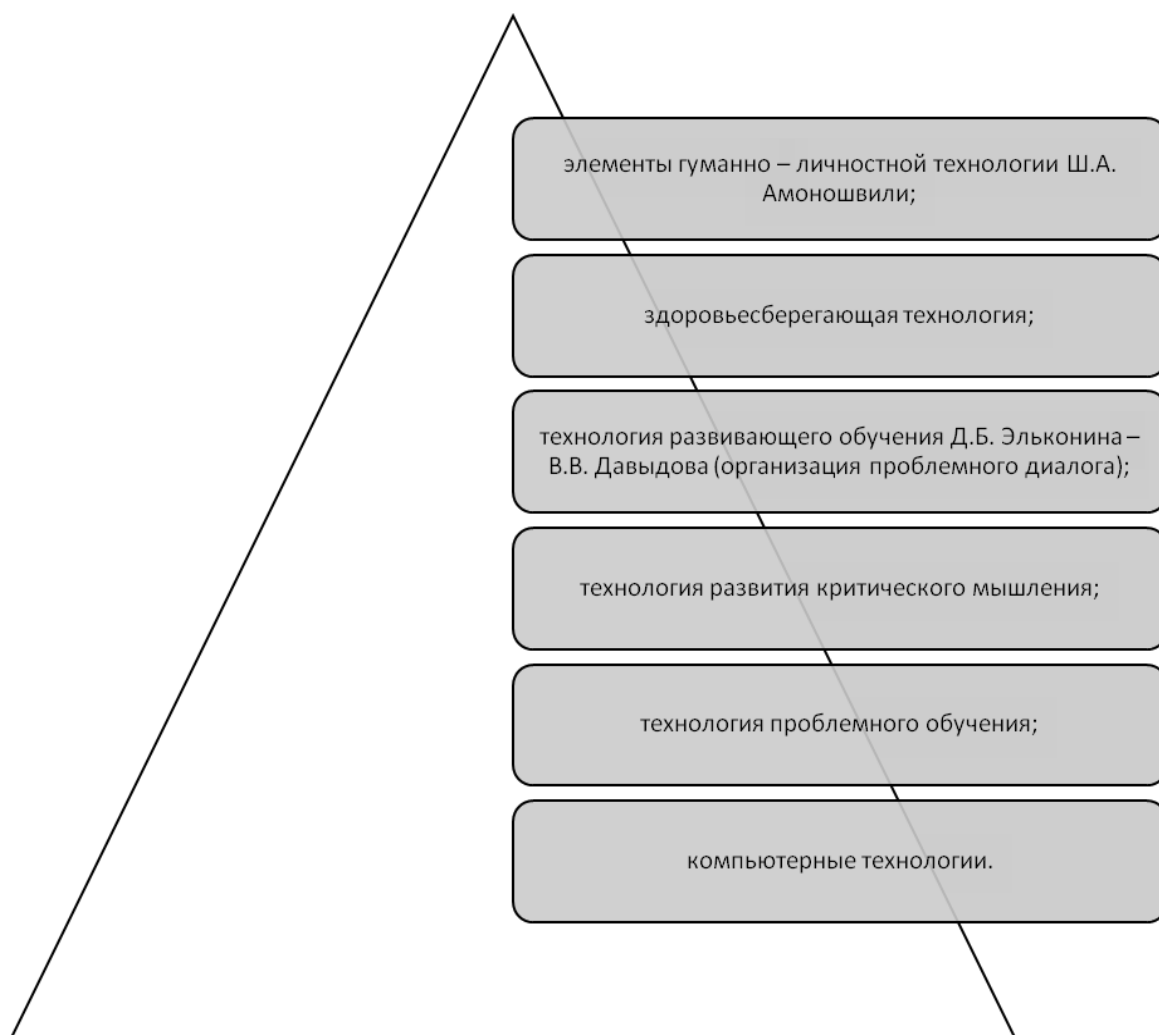 элементы гуманно – личностной технологии Ш.А.
Амоношвили;
здоровьесберегающая технология;
технология развивающего обучения Д.Б. Эльконина –
В.В. Давыдова (организация проблемного диалога);
технология развития критического мышления;
технология проблемного обучения;
компьютерные технологии.